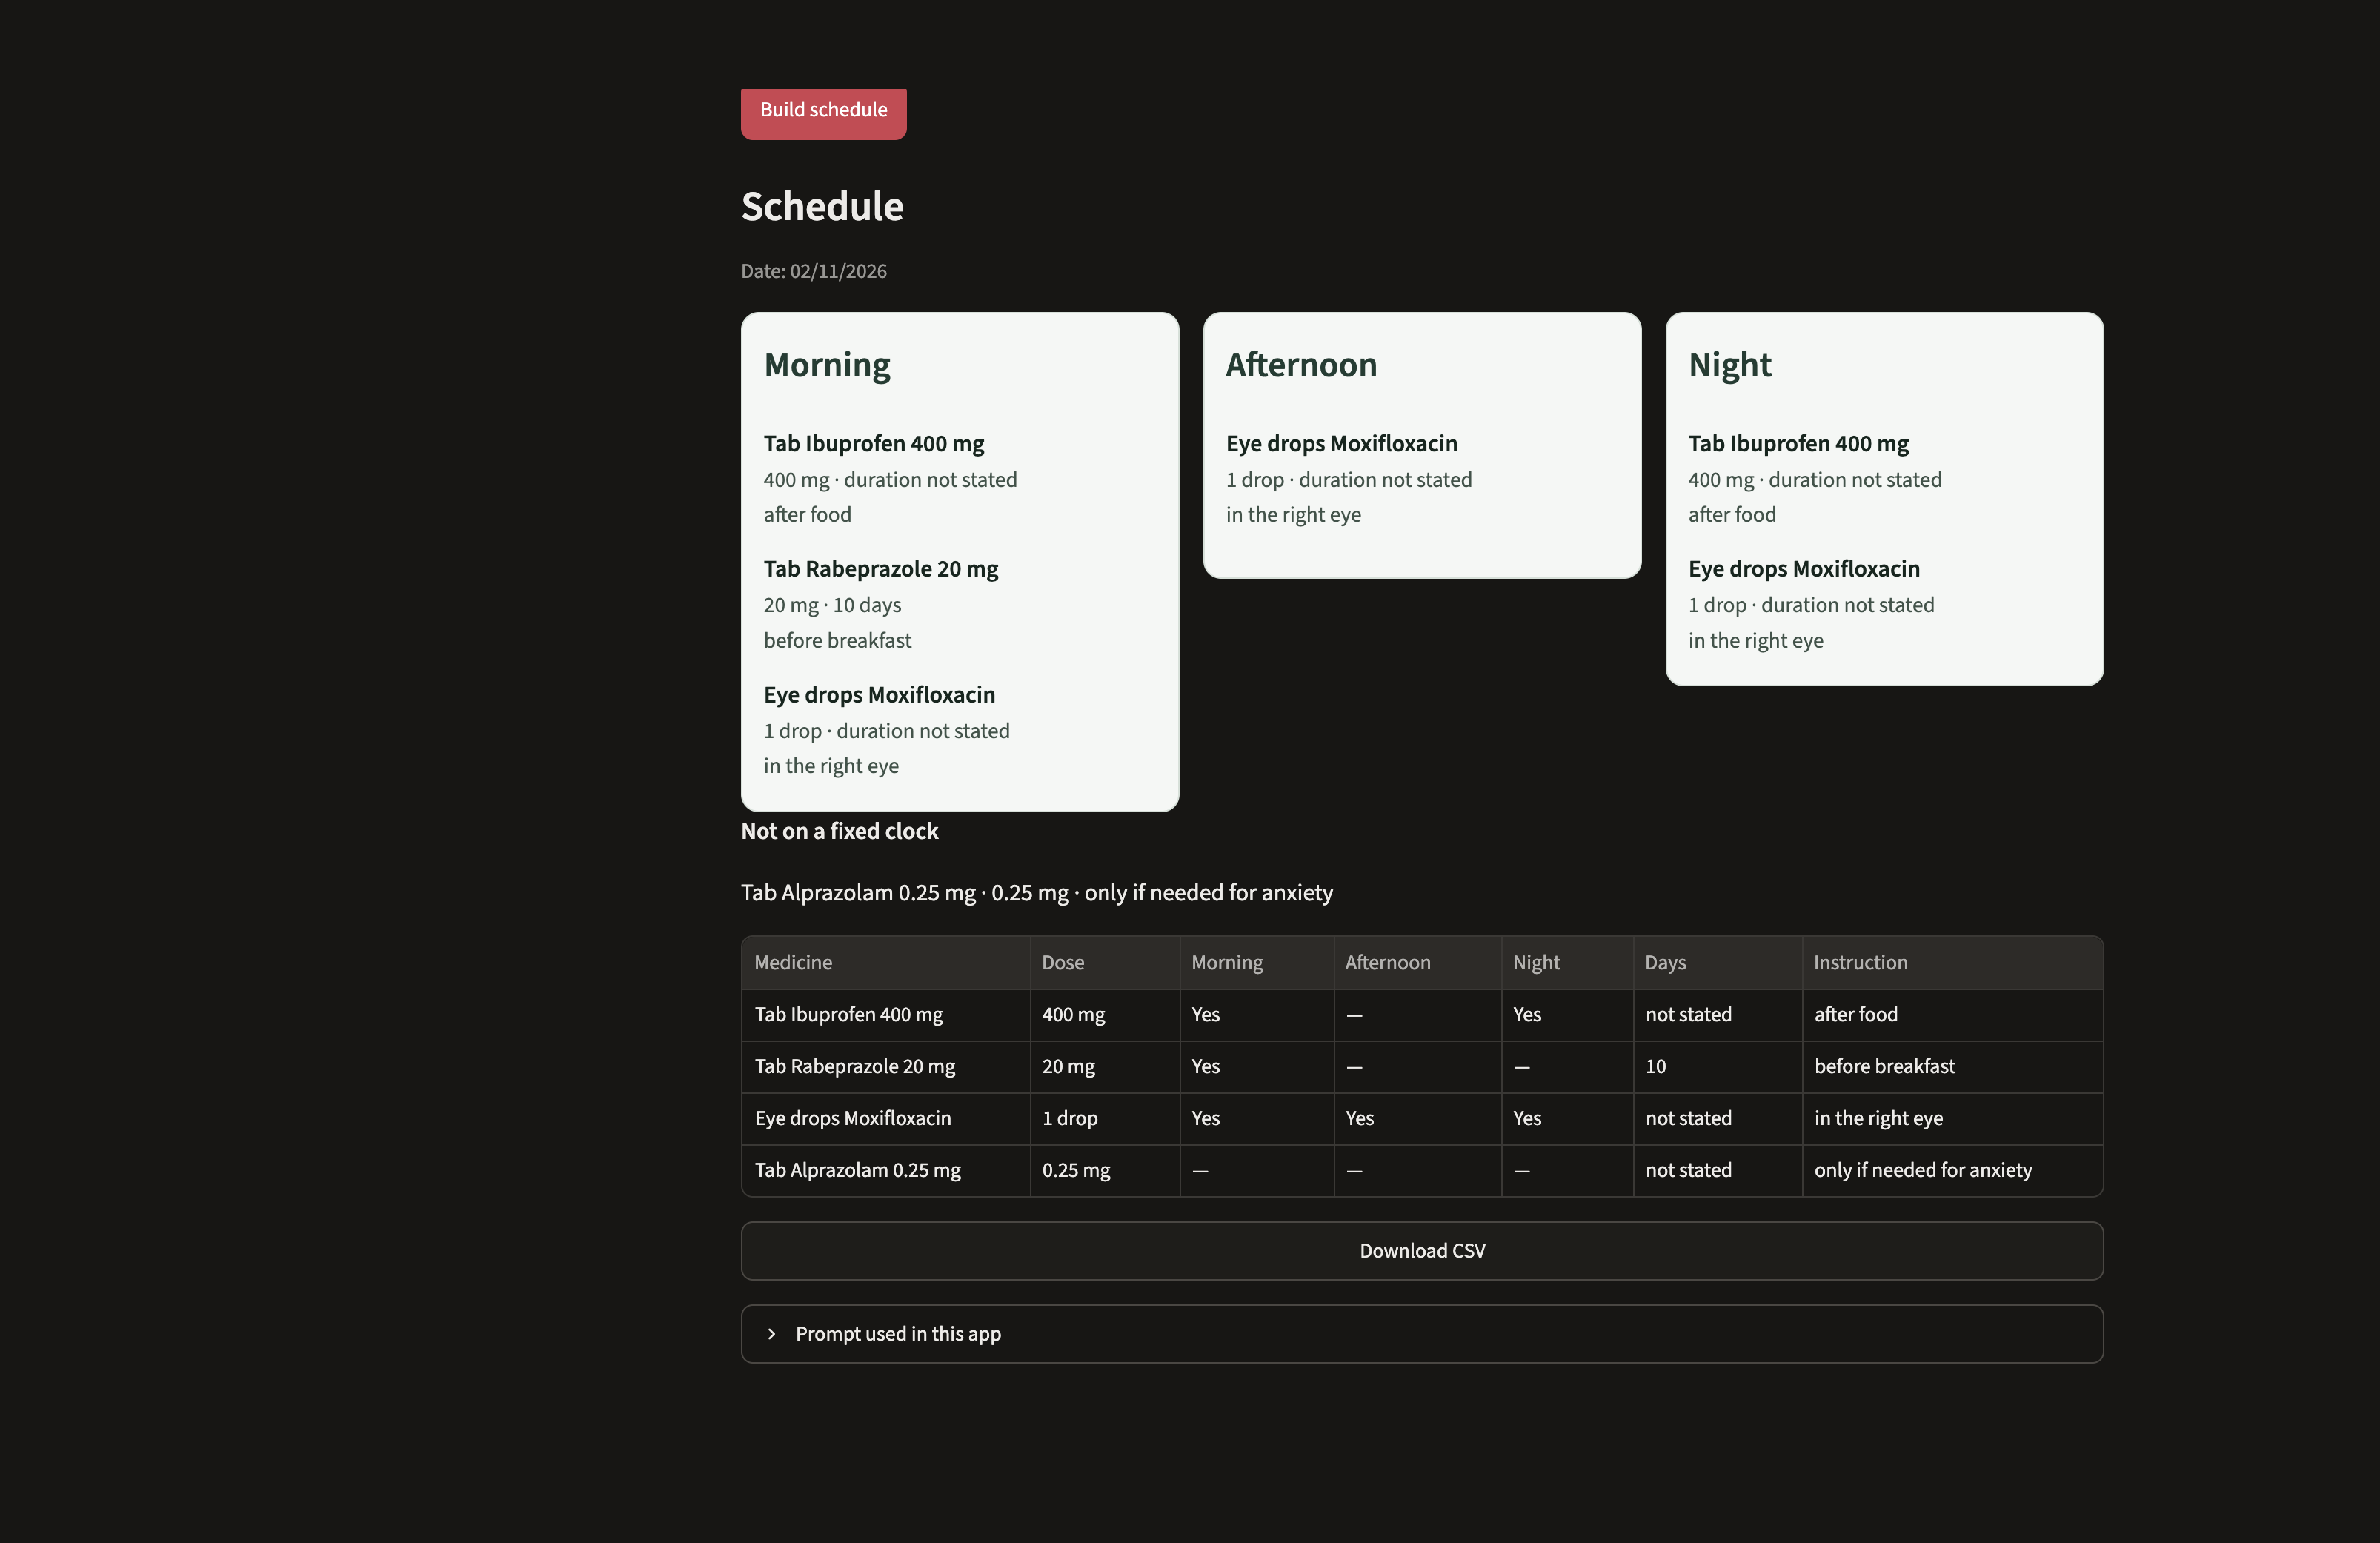 Build schedule
Schedule
Date: 02/11/2026
Morning
Tab Ibuprofen 400 mg
400 mg · duration not stated
after food
Tab Rabeprazole 20 mg
20 mg · 10 days
before breakfast
Eye drops Moxifloxacin
1 drop · duration not stated
in the right eye
Afternoon
Eye drops Moxifloxacin
1 drop · duration not stated
in the right eye
Night
Tab Ibuprofen 400 mg
400 mg · duration not stated
after food
Eye drops Moxifloxacin
1 drop · duration not stated
in the right eye
Not on a fixed clock
Tab Alprazolam 0.25 mg · 0.25 mg · only if needed for anxiety
Medicine Dose Morning Afternoon Night Days Instruction
Tab Ibuprofen 400 mg 400 mg Yes — Yes not stated after food
Tab Rabeprazole 20 mg 20 mg Yes — — 10 before breakfast
Eye drops Moxifloxacin 1 drop Yes Yes Yes not stated in the right eye
Tab Alprazolam 0.25 mg 0.25 mg — — — not stated only if needed for anxiety
Download CSV
Prompt used in this app